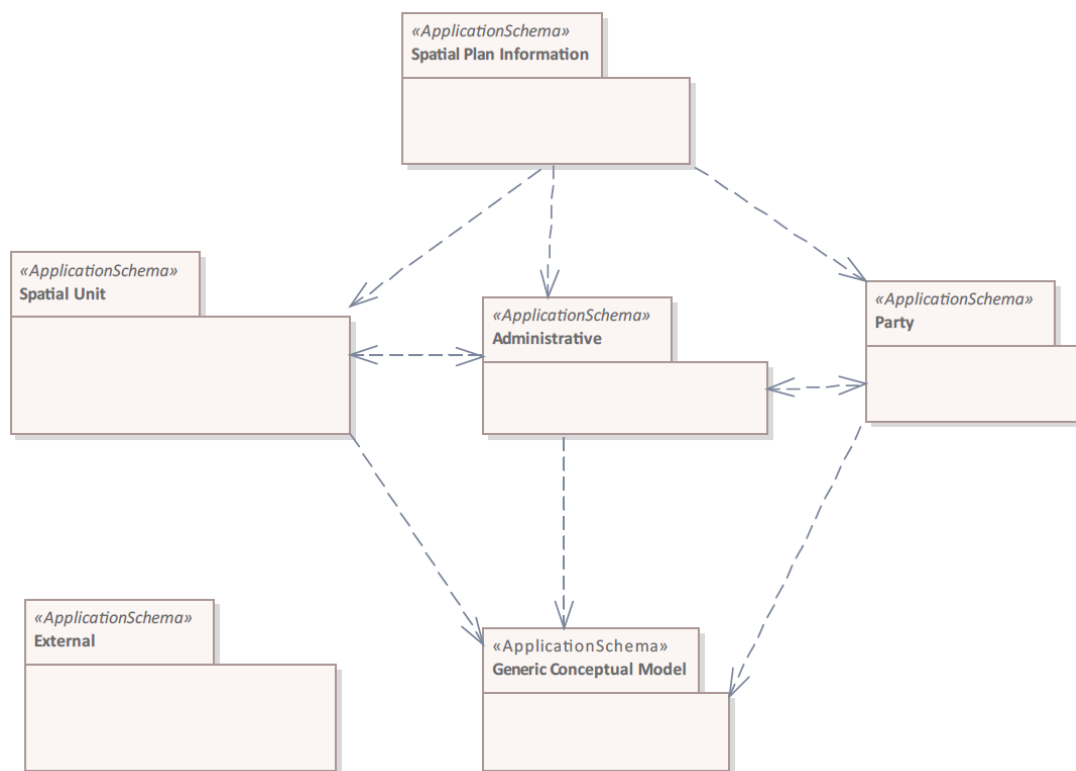 «ApplicationSchema»
Spatial Plan Information
«ApplicationSchema»
Spatial Unit
«ApplicationSchema»
Administrative
«ApplicationSchema»
Party
«ApplicationSchema»
External
«ApplicationSchema»
Generic Conceptual Model